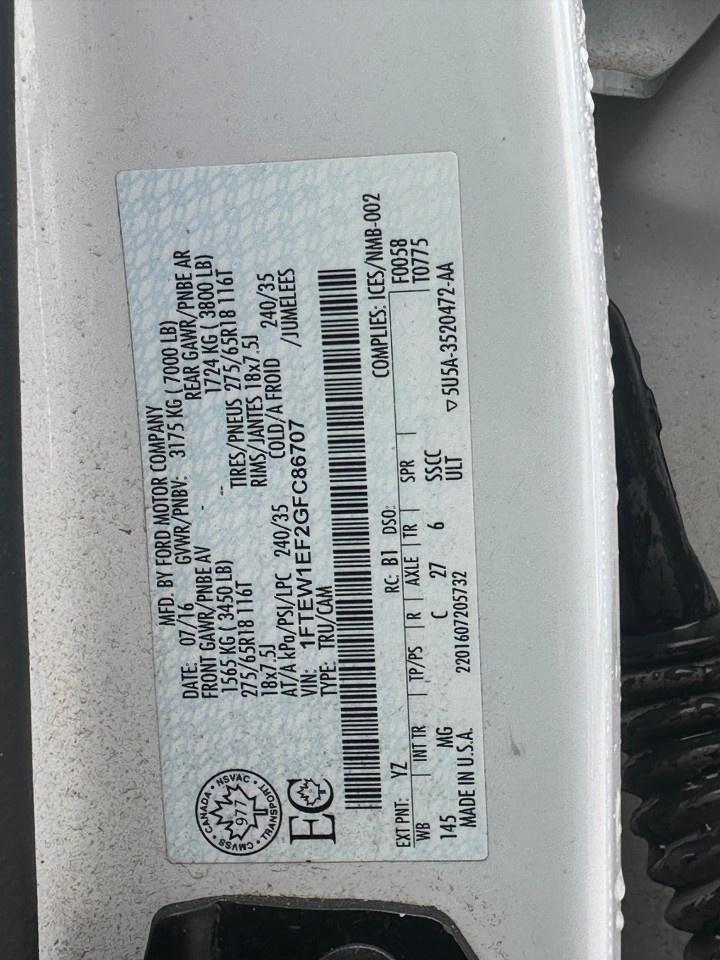 MFD. BY FORD MOTOR COMPANY
DATE: 07/16 GVWR/PNBV: 3175 KG (7000 LB)
FRONT GAWR/PNBE AV REAR GAWR/PNBE AR
1565 KG (3450 LB) 1724 KG (3800 LB)
275/65R18 116T TIRES/PNEUS 275/65R18 116T
18x7.5J RIMS/JANTES 18x7.5J
AT/A kPa/PSI/LPC 240/35 COLD/A FROID 240/35
VIN: 1FTEW1EF2GFC86707 /JUMELEES
TYPE: TRU/CAM
CMVSS · CANADA · NSVAC · TRANSPORT
977
EC
COMPLIES: ICES/NMB-002
EXT PNT: YZ RC: B1 DSO: F0058
WB INT TR TP/PS R AXLE TR SPR T0775
145 MG C 27 6 SSCC
ULT
MADE IN U.S.A. 2201607205732 ▽5U5A-3520472-AA